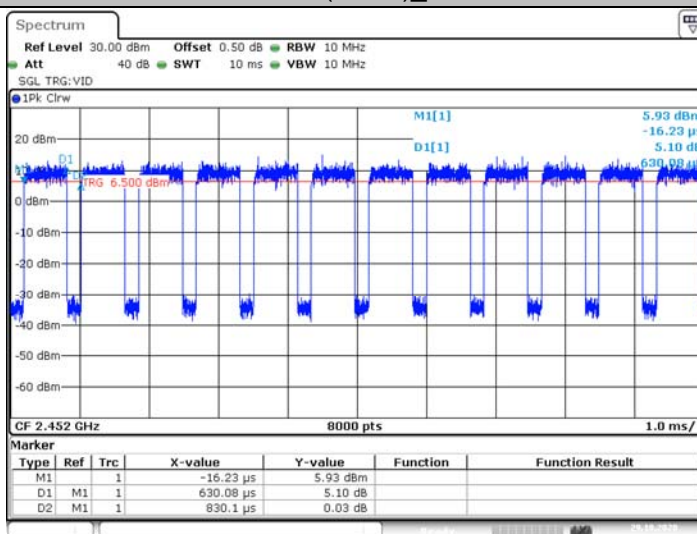 Spectrum
Ref Level 30.00 dBm Offset 0.50 dB RBW 10 MHz
Att 40 dB SWT 10 ms VBW 10 MHz
SGL TRG:VID
1Pk Clrw
M1[1] 5.93 dBm
-16.23 µs
D1[1] 5.10 dB
630.08 µs
20 dBm
D1
TRG 6.500 dBm
0 dBm
-10 dBm
-20 dBm
-30 dBm
-40 dBm
-50 dBm
-60 dBm
CF 2.452 GHz 8000 pts 1.0 ms/
Marker
Type Ref Trc X-value Y-value Function Function Result
M1 1 -16.23 µs 5.93 dBm
D1 M1 1 630.08 µs 5.10 dB
D2 M1 1 830.1 µs 0.03 dB